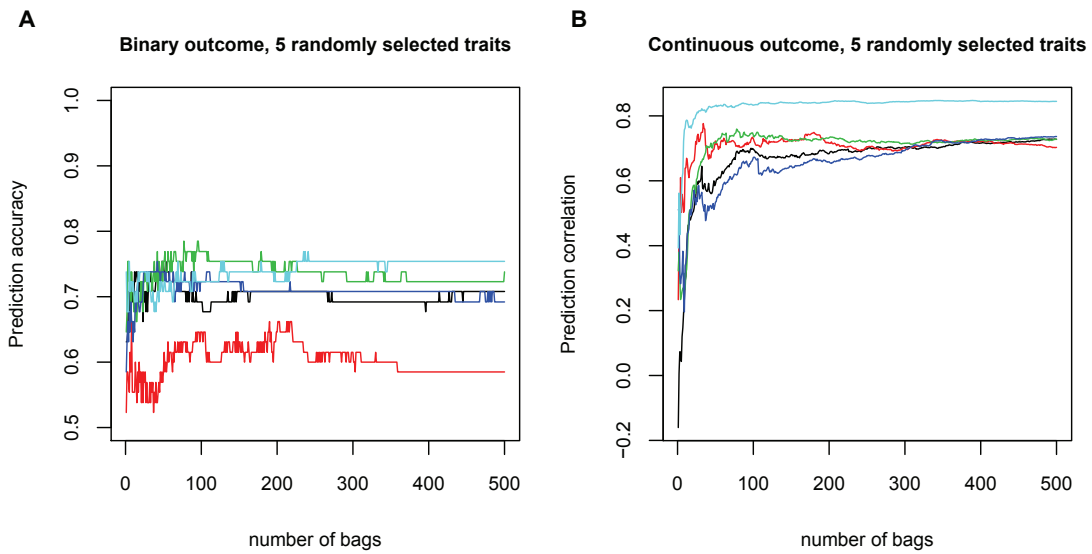 A
Binary outcome, 5 randomly selected traits
Prediction accuracy
1.0
0.9
0.8
0.7
0.6
0.5
0 100 200 300 400 500
number of bags
B
Continuous outcome, 5 randomly selected traits
Prediction correlation
0.8
0.6
0.4
0.2
0.0
−0.2
0 100 200 300 400 500
number of bags